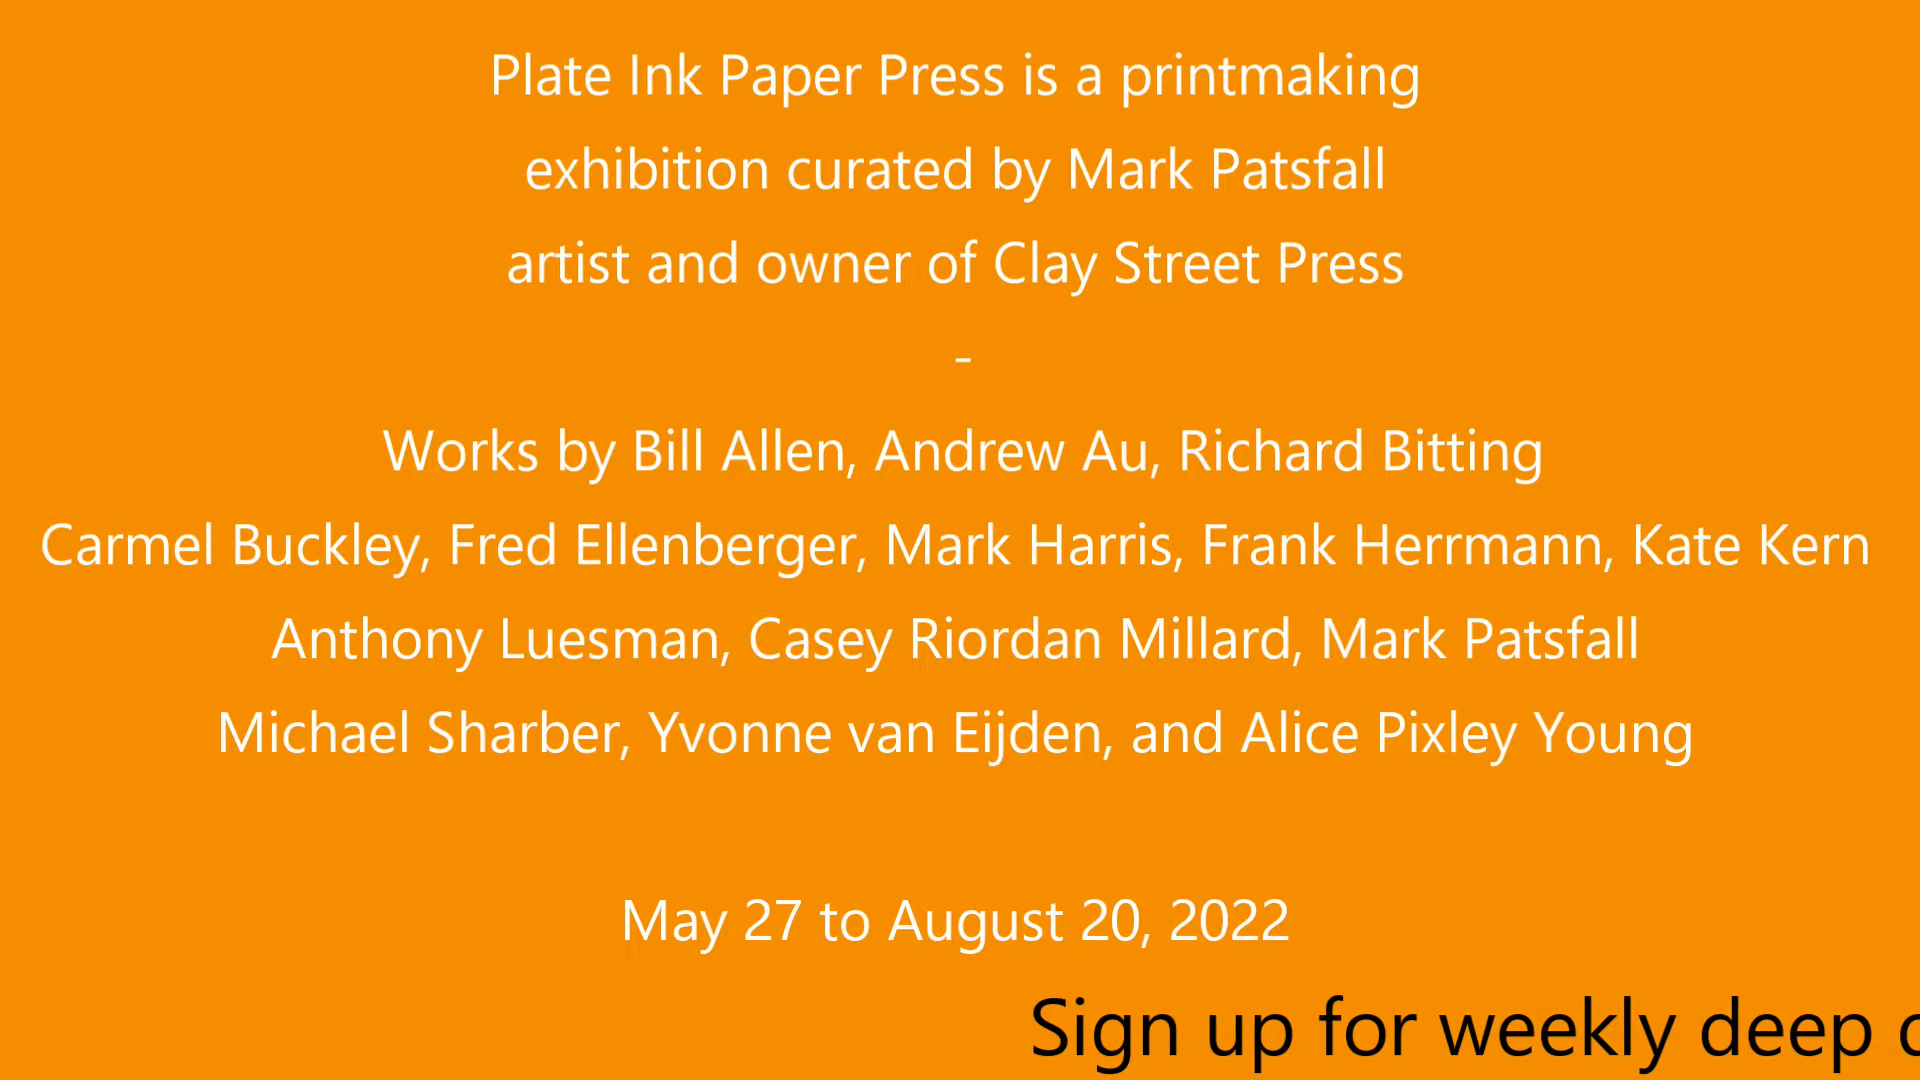 Plate Ink Paper Press is a printmaking
exhibition curated by Mark Patsfall
artist and owner of Clay Street Press
-
Works by Bill Allen, Andrew Au, Richard Bitting
Carmel Buckley, Fred Ellenberger, Mark Harris, Frank Herrmann, Kate Kern
Anthony Luesman, Casey Riordan Millard, Mark Patsfall
Michael Sharber, Yvonne van Eijden, and Alice Pixley Young
May 27 to August 20, 2022
Sign up for weekly deep